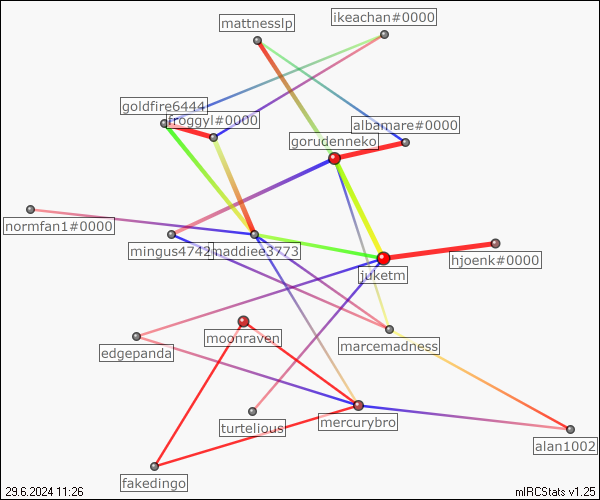 ikeachan#0000
mattnesslp
goldfire6444
froggyl#0000
albamare#0000
gorudenneko
normfan1#0000
mingus4742
naddiee3773
hjoenk#0000
juketm
moonraven
marcemadness
edgepanda
mercurybro
turtelious
alan1002
fakedingo
29.6.2024 11:26
mIRCStats v1.25